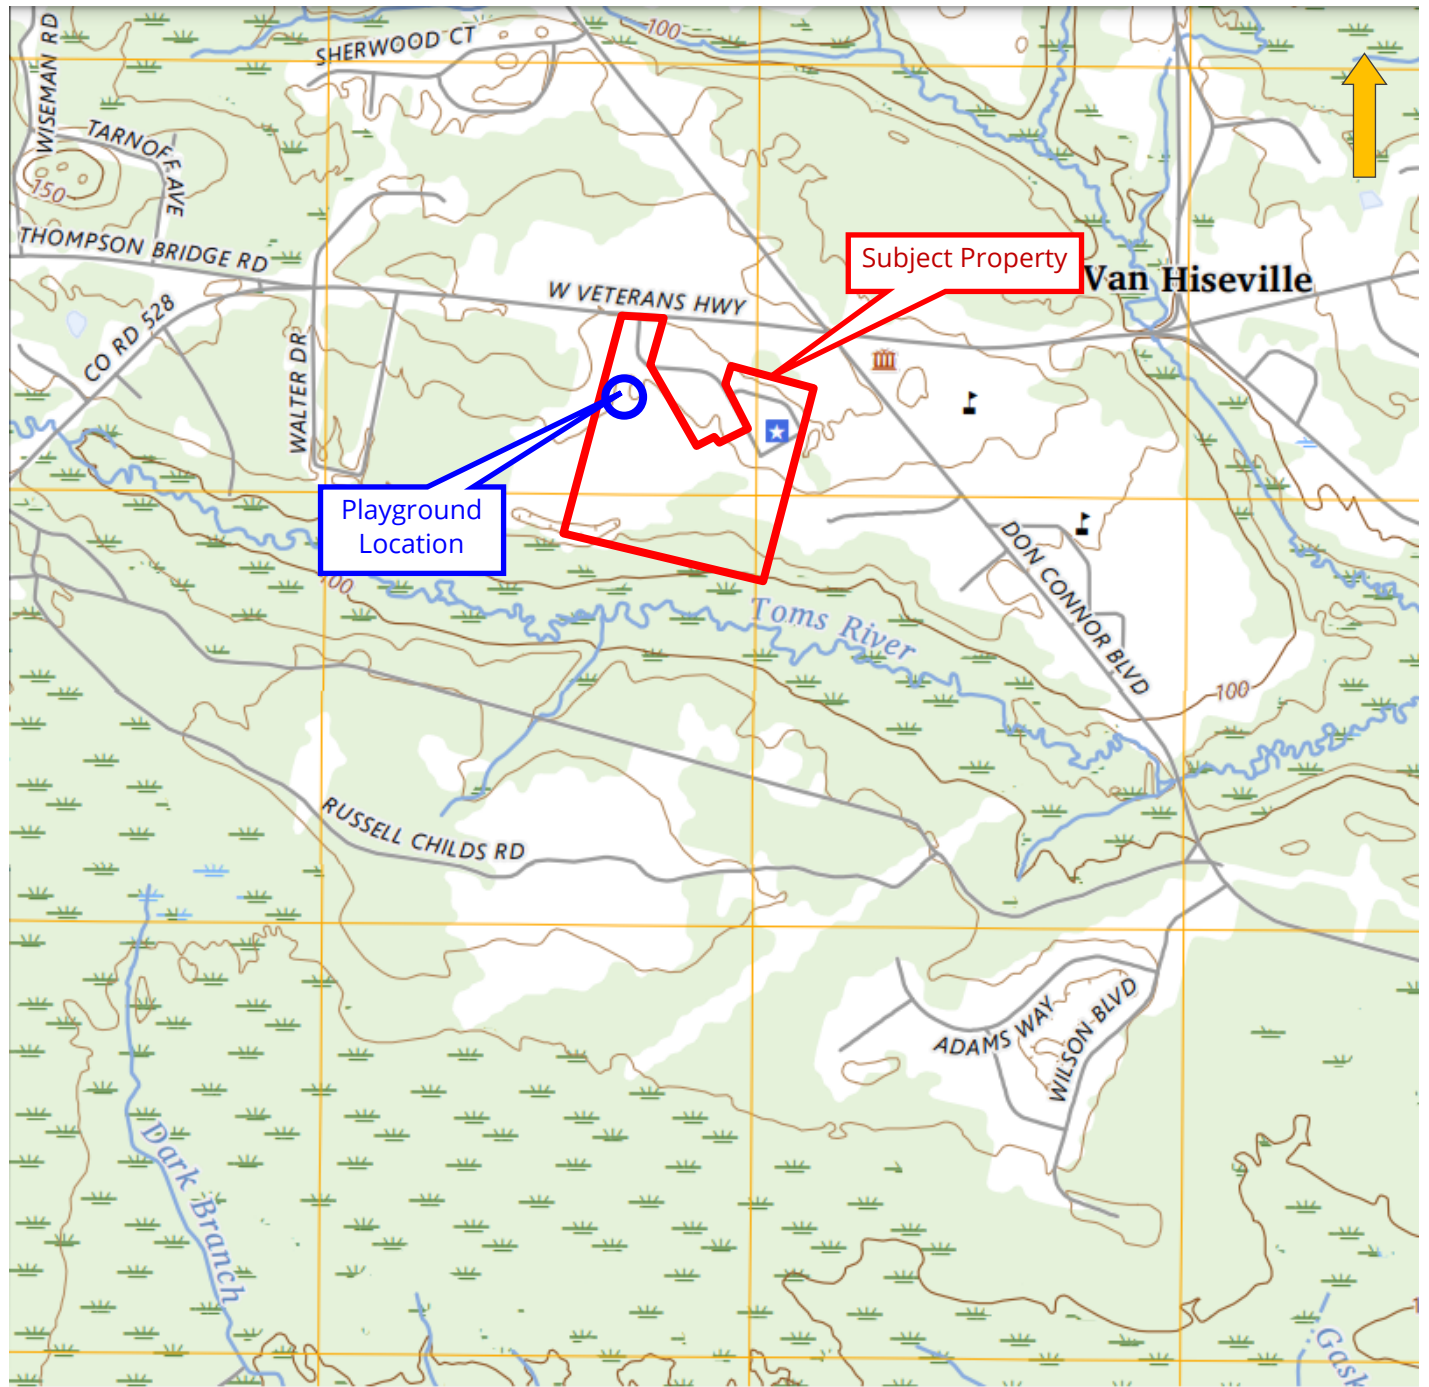 WISEMAN RD
SHERWOOD CT
100
TARNOFF AVE
150
THOMPSON BRIDGE RD
CO RD 528
WALTER DR
W VETERANS HWY
Subject Property
Van Hiseville
Playground
Location
100
Toms River
DON CONNOR BLVD
100
RUSSELL CHILDS RD
ADAMS WAY
WILSON BLVD
Dark Branch
Gask